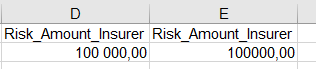 D E
Risk_Amount_Insurer Risk_Amount_Insurer
100 000,00 100000,00